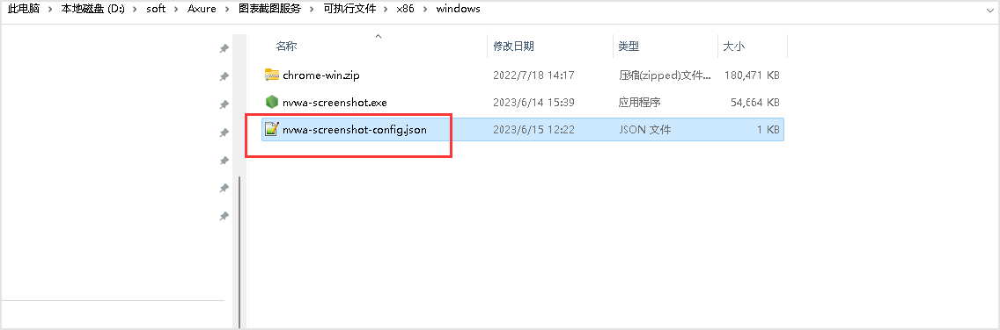 此电脑 > 本地磁盘 (D:) > soft > Axure > 图表截图服务 > 可执行文件 > x86 > windows
名称 修改日期 类型 大小
chrome-win.zip 2022/7/18 14:17 压缩(zipped)文件... 180,471 KB
nvwa-screenshot.exe 2023/6/14 15:39 应用程序 54,664 KB
nvwa-screenshot-config.json 2023/6/15 12:22 JSON 文件 1 KB